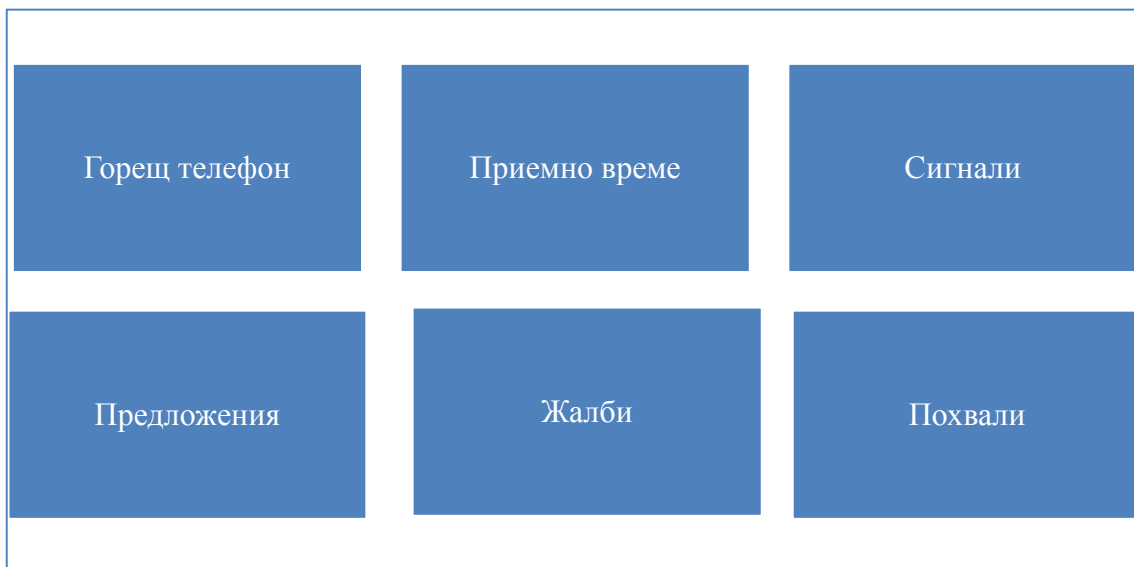 Горещ телефон
Приемно време
Сигнали
Предложения
Жалби
Похвали